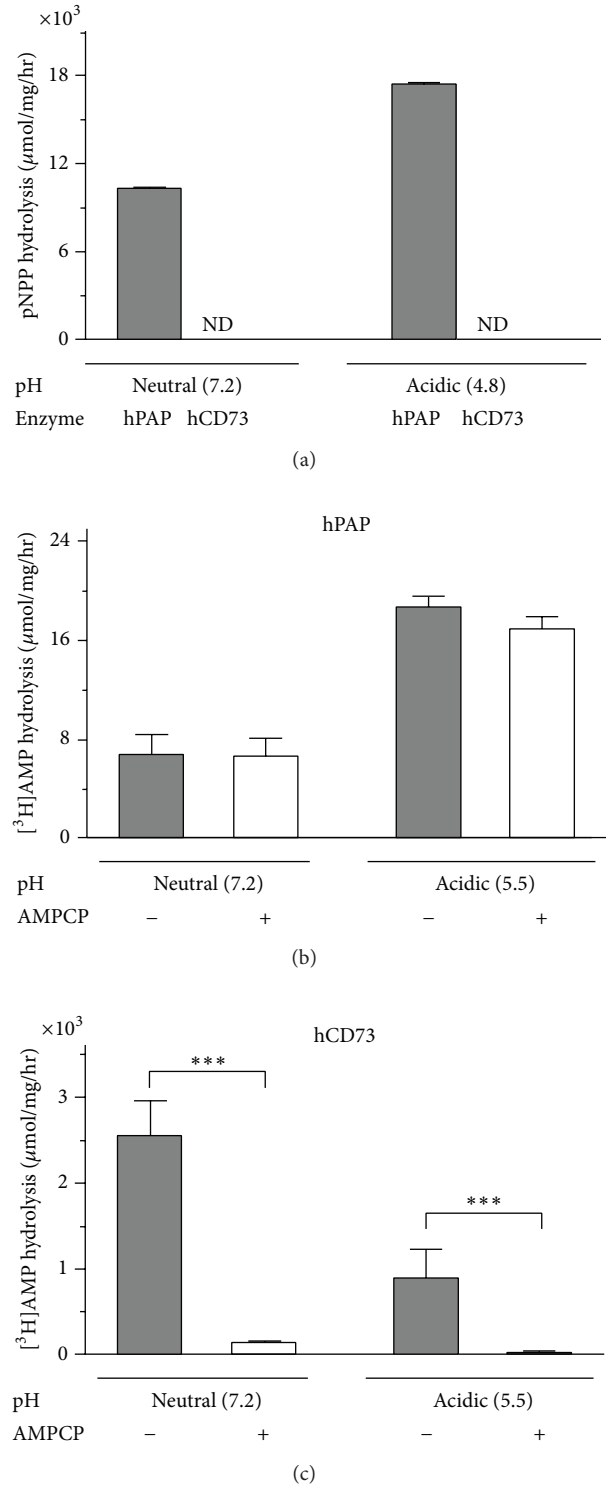 ×10³
pNPP hydrolysis (µmol/mg/hr)
18
12
6
0
ND
ND
pH Neutral (7.2) Acidic (4.8)
Enzyme hPAP hCD73 hPAP hCD73
(a)
hPAP
[³H]AMP hydrolysis (µmol/mg/hr)
24
16
8
0
pH Neutral (7.2) Acidic (5.5)
AMPCP − + − +
(b)
×10³
hCD73
[³H]AMP hydrolysis (µmol/mg/hr)
3
2
1
0
***
***
pH Neutral (7.2) Acidic (5.5)
AMPCP − + − +
(c)